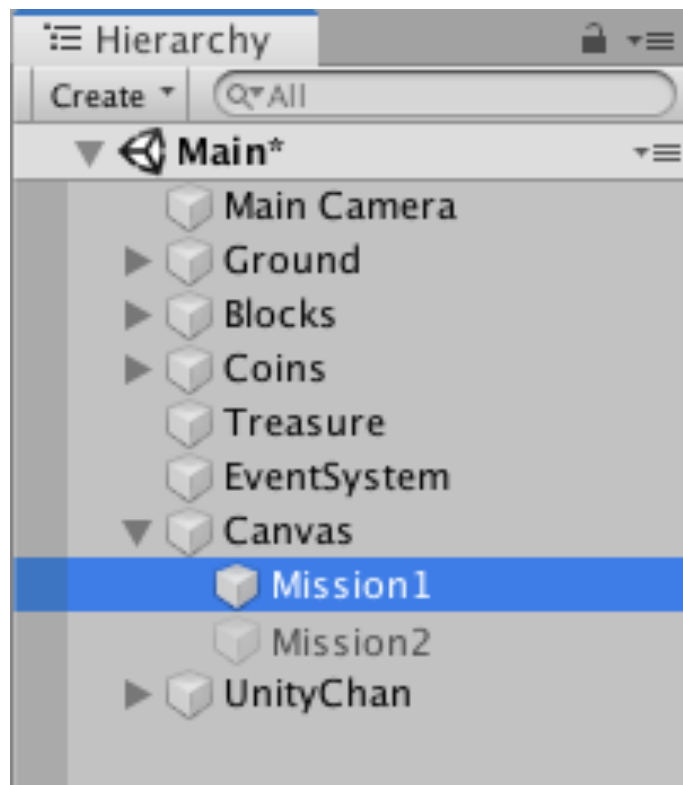 Hierarchy
Create All
Main*
Main Camera
Ground
Blocks
Coins
Treasure
EventSystem
Canvas
Mission1
Mission2
UnityChan